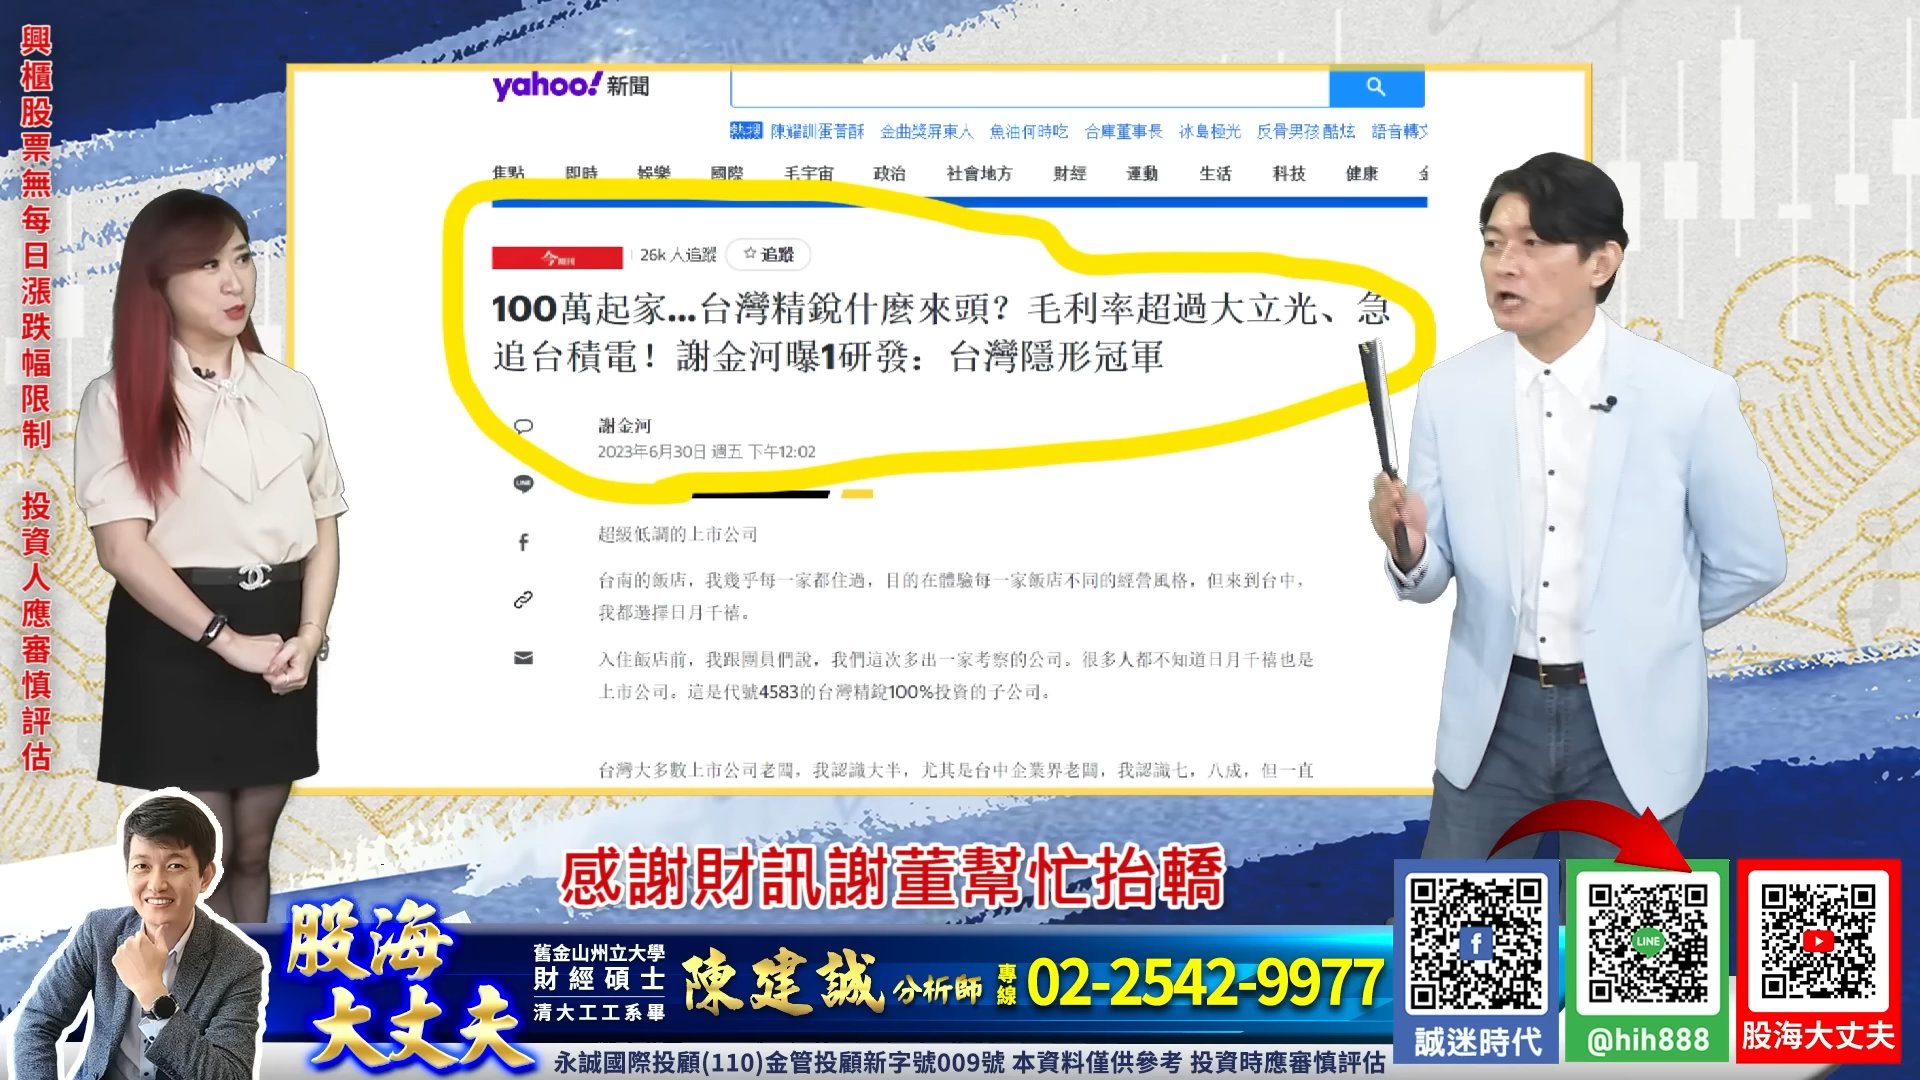 興櫃股票無每日漲跌幅限制 投資人應審慎評估
yahoo!新聞
熱搜 陳耀訓蛋黃酥 金曲獎屏東人 魚油何時吃 合庫董事長 冰島極光 反骨男孩酷炫 語音轉文
焦點 即時 娛樂 國際 毛宇宙 政治 社會地方 財經 運動 生活 科技 健康
26k 人追蹤 ☆追蹤
100萬起家...台灣精銳什麼來頭？毛利率超過大立光、急
追台積電！謝金河曝1研發：台灣隱形冠軍
謝金河
2023年6月30日 週五 下午12:02
超級低調的上市公司
台南的飯店，我幾乎每一家都住過，目的在體驗每一家飯店不同的經營風格，但來到台中，
我都選擇日月千禧。
入住飯店前，我跟團員們說，我們這次多出一家考察的公司。很多人都不知道日月千禧也是
上市公司。這是代號4583的台灣精銳100%投資的子公司。
台灣大多數上市公司老闆，我認識大半，尤其是台中企業界老闆，我認識七，八成，但一直
LINE
f
感謝財訊謝董幫忙抬轎
股海
大丈夫
舊金山州立大學
財經碩士
清大工工系畢
陳建誠 分析師
專線 02-2542-9977
永誠國際投顧(110)金管投顧新字號009號 本資料僅供參考 投資時應審慎評估
f
誠迷時代
LINE
@hih888
股海大丈夫